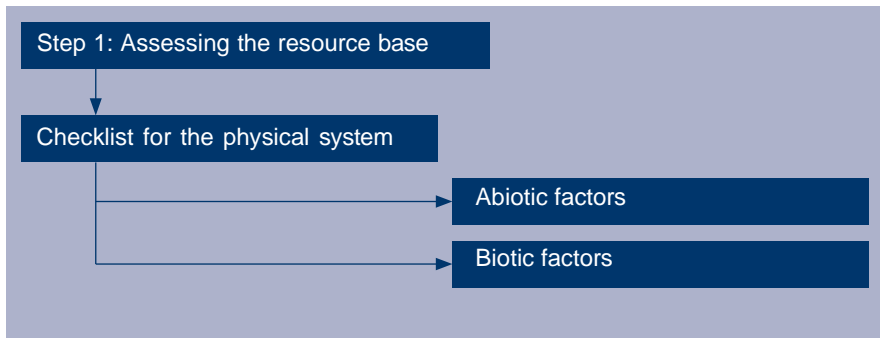 Step 1: Assessing the resource base
Checklist for the physical system
Abiotic factors
Biotic factors